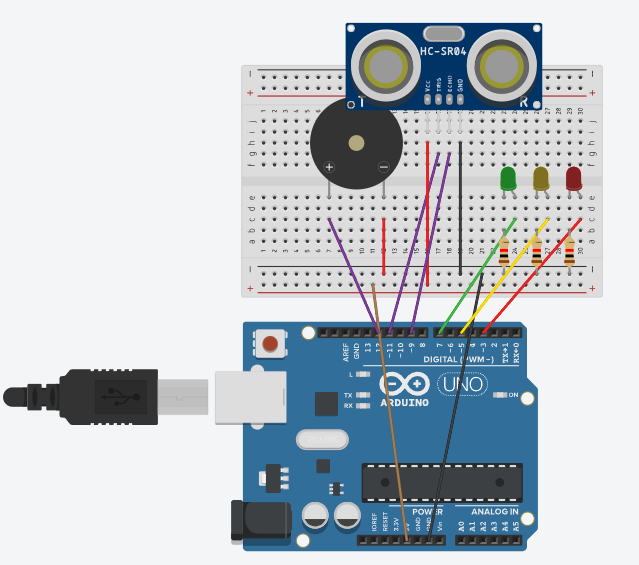 HC-SR04
Vcc TRIG ECHO GND
T R
- -
+ +
j j
i i
h h
g g
f f
+ -
e e
d d
c c
b b
a a
- -
+ +
AREF GND 13 12 ~11 ~10 ~9 8 7 ~6 ~5 4 ~3 2 TX→1 RX←0
DIGITAL (PWM~)
L
TX
RX
ARDUINO
UNO
ON
POWER ANALOG IN
IOREF RESET 3.3V GND Vin A0 A1 A2 A3 A4 A5